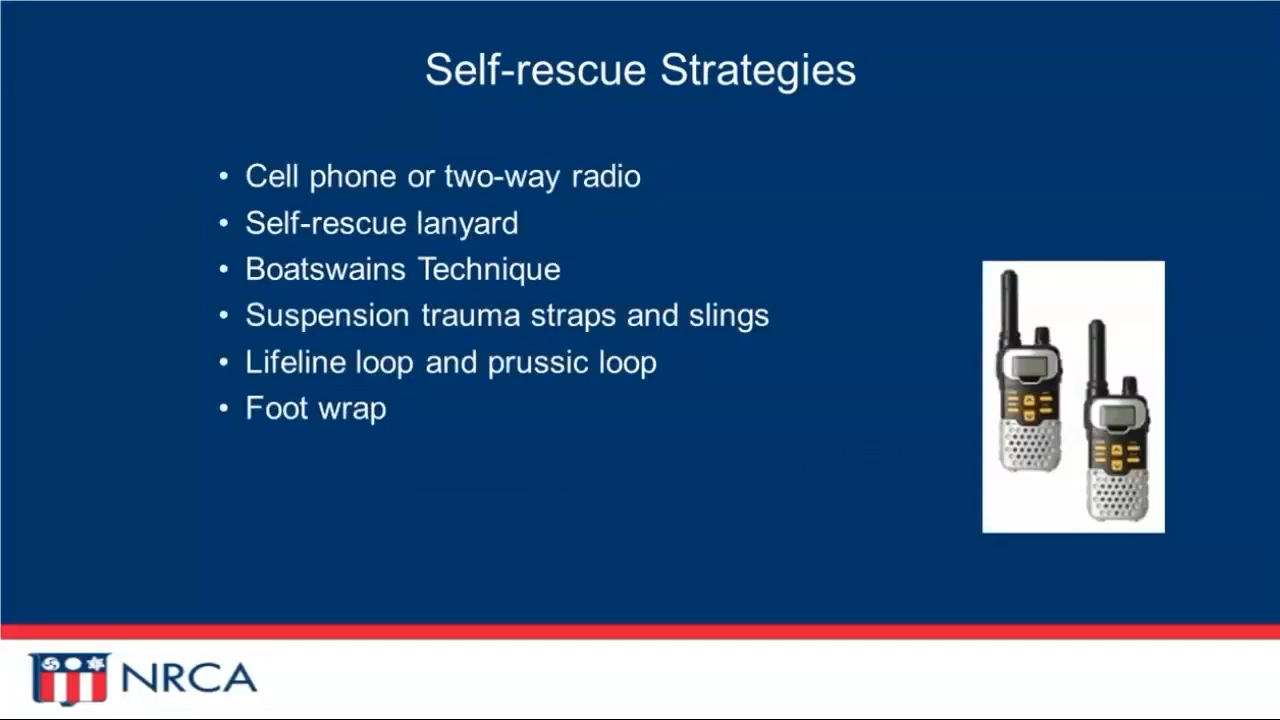 Self-rescue Strategies
• Cell phone or two-way radio
• Self-rescue lanyard
• Boatswains Technique
• Suspension trauma straps and slings
• Lifeline loop and prussic loop
• Foot wrap
NRCA